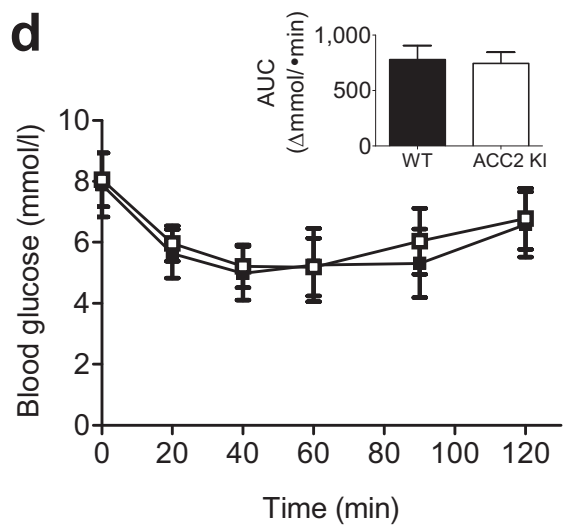 d
1,000
500
0
AUC
(Δmmol/•min)
WT ACC2 KI
10
8
6
4
2
0
Blood glucose (mmol/l)
0 20 40 60 80 100 120
Time (min)